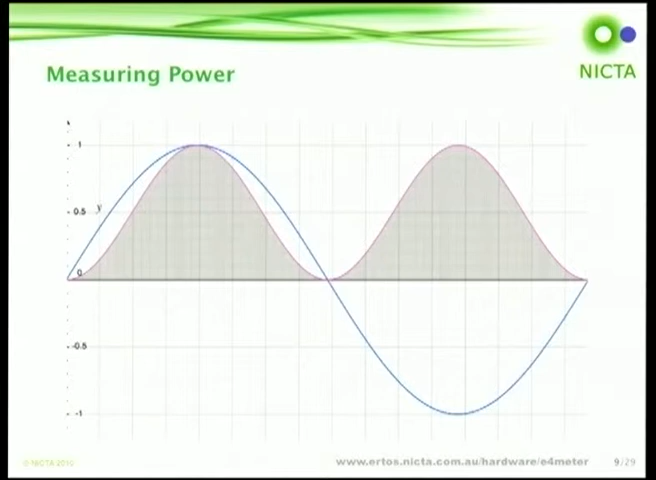 NICTA
Measuring Power
1
y
0.5
0
-0.5
-1
© NICTA 2010
www.ertos.nicta.com.au/hardware/e4meter
9/29